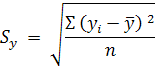 S_y = √(Σ (y_i − ȳ)² / n)